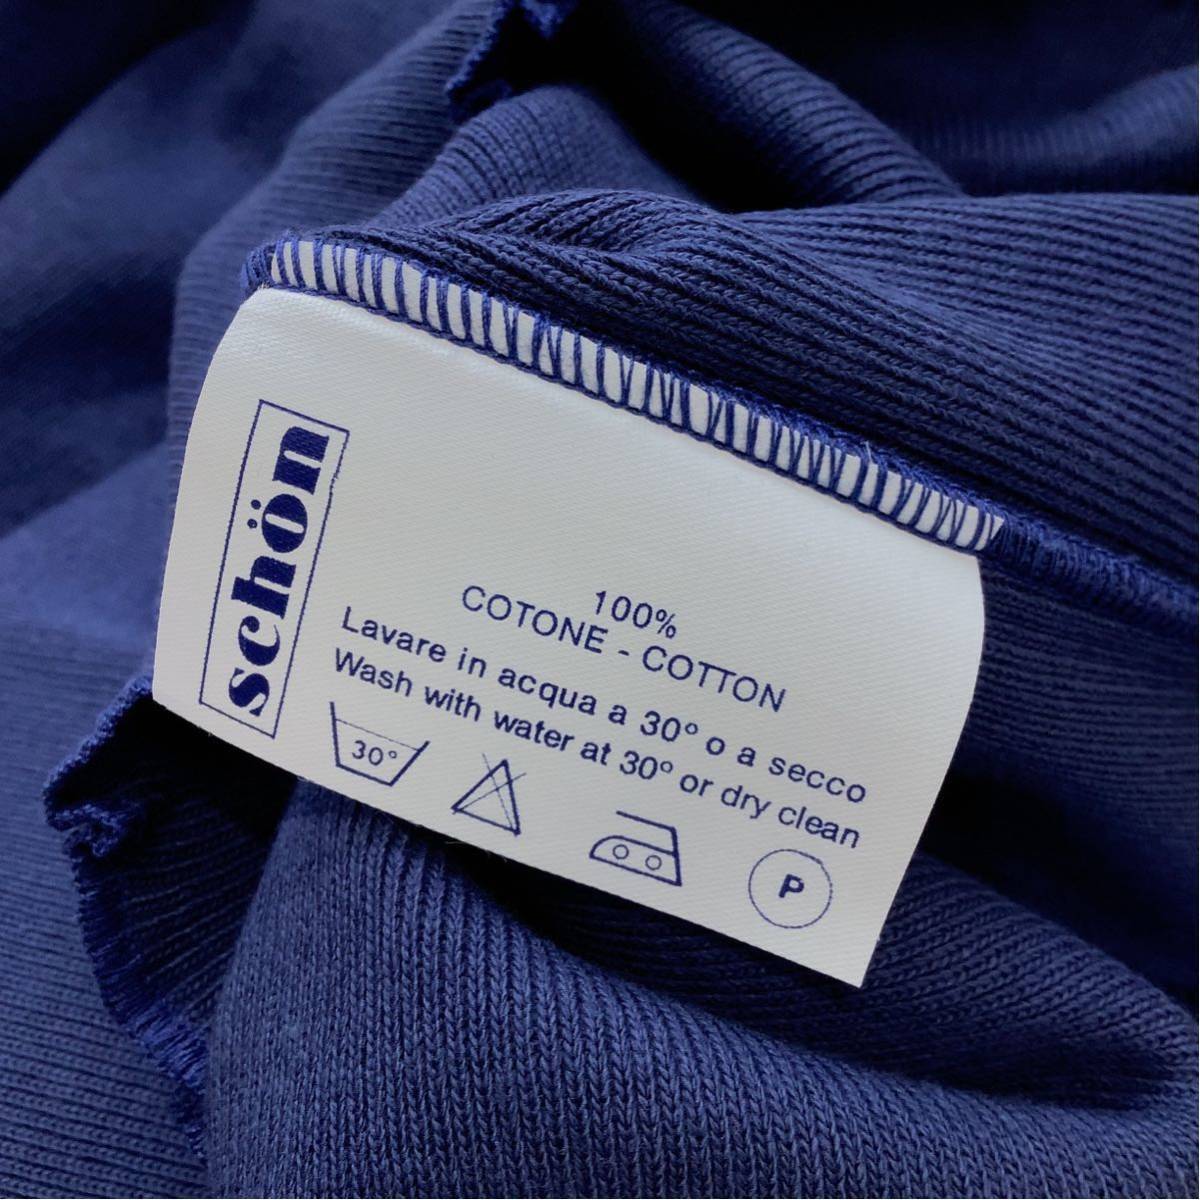 schön
100%
COTONE - COTTON
Lavare in acqua a 30° o a secco
Wash with water at 30° or dry clean
30°
P